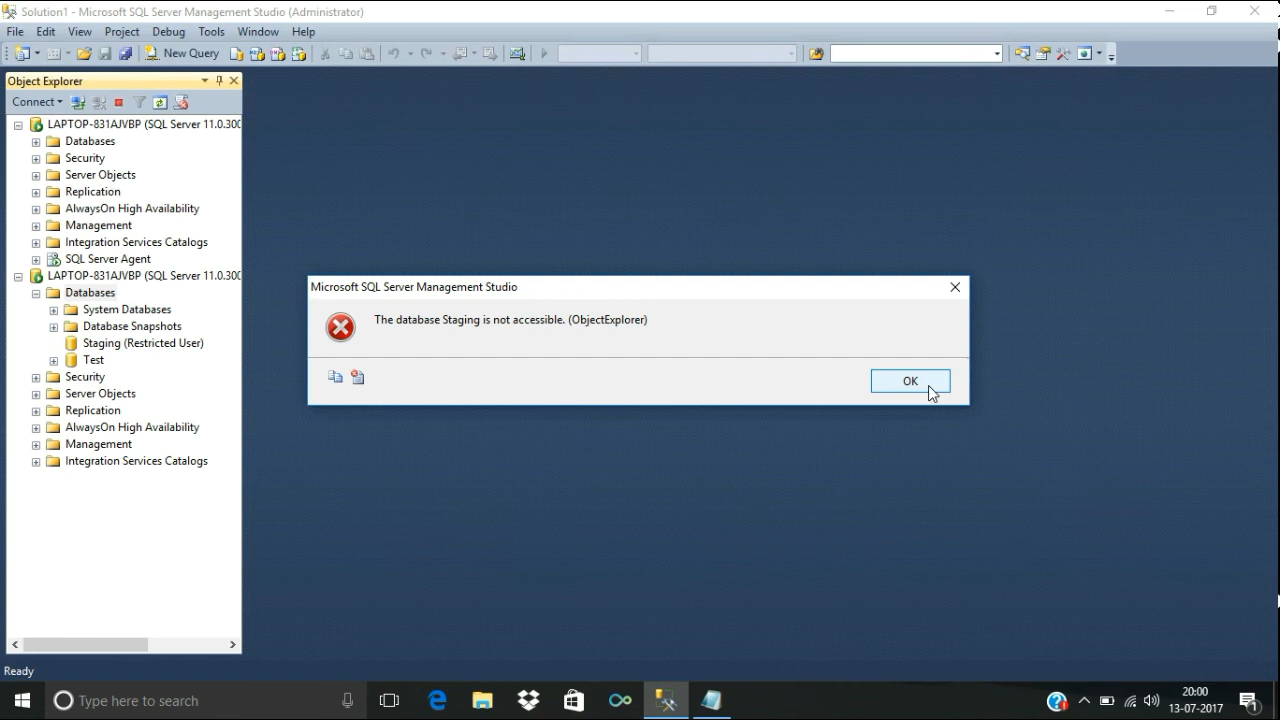 Solution1 - Microsoft SQL Server Management Studio (Administrator)
File Edit View Project Debug Tools Window Help
New Query
Object Explorer
Connect
LAPTOP-831AJVBP (SQL Server 11.0.300
Databases
Security
Server Objects
Replication
AlwaysOn High Availability
Management
Integration Services Catalogs
SQL Server Agent
LAPTOP-831AJVBP (SQL Server 11.0.300
Databases
System Databases
Database Snapshots
Staging (Restricted User)
Test
Security
Server Objects
Replication
AlwaysOn High Availability
Management
Integration Services Catalogs
Microsoft SQL Server Management Studio
The database Staging is not accessible. (ObjectExplorer)
OK
Ready
Type here to search
20:00
13-07-2017
1